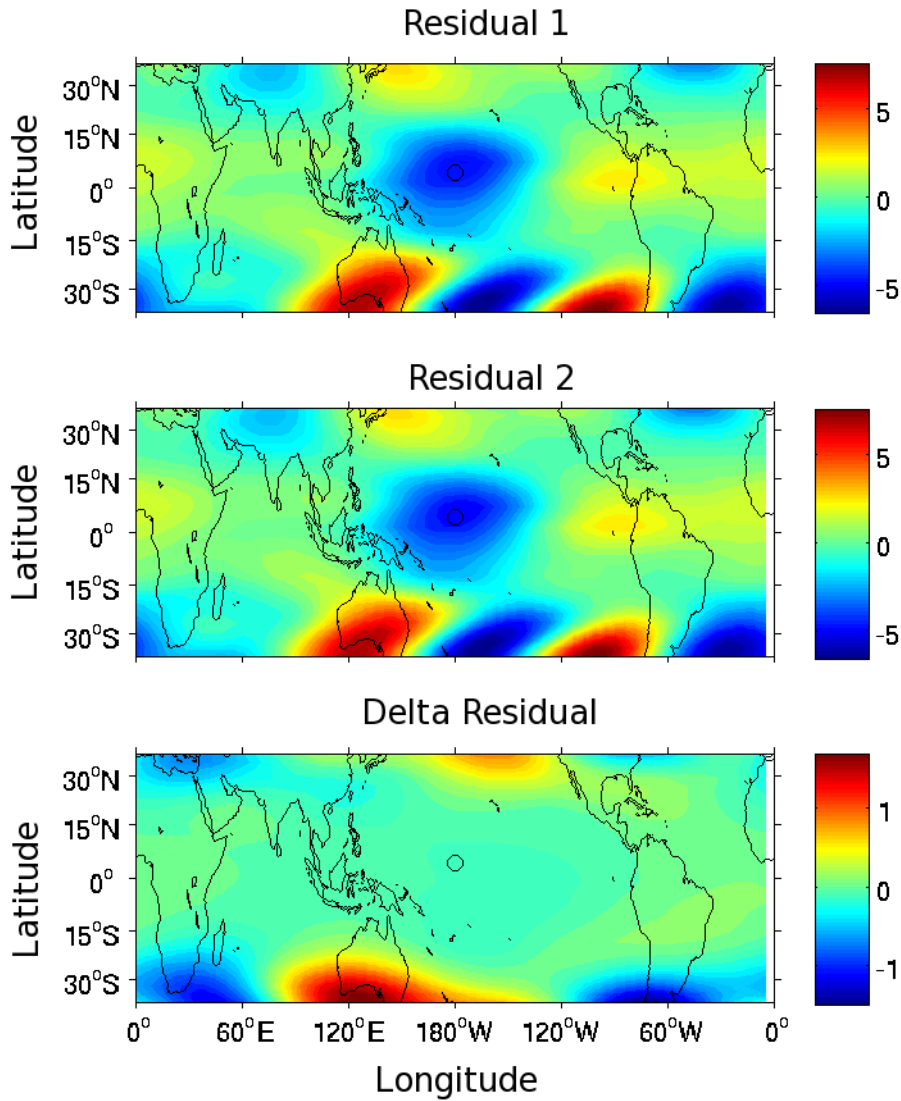 Residual 1
Latitude
30°N
15°N
0°
15°S
30°S
5
0
-5
Residual 2
Latitude
30°N
15°N
0°
15°S
30°S
5
0
-5
Delta Residual
Latitude
30°N
15°N
0°
15°S
30°S
1
0
-1
0° 60°E 120°E 180°W 120°W 60°W 0°
Longitude